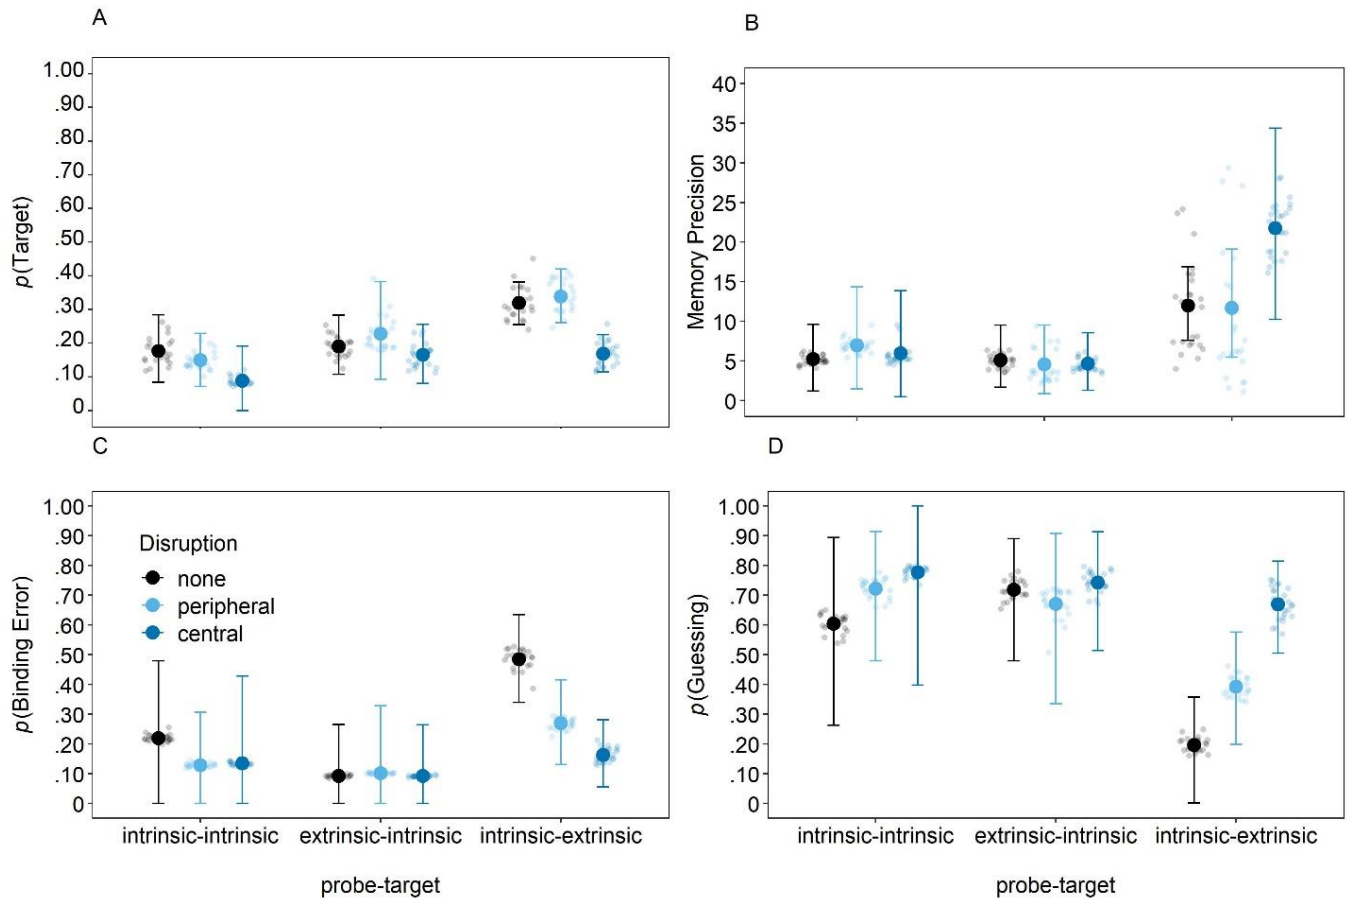 A
1.00
.90
.80
.70
.60
.50
.40
.30
.20
.10
0
p(Target)
B
40
35
30
25
20
15
10
5
0
Memory Precision
C
1.00
.90
.80
.70
.60
.50
.40
.30
.20
.10
0
p(Binding Error)
Disruption
none
peripheral
central
intrinsic-intrinsic extrinsic-intrinsic intrinsic-extrinsic
probe-target
D
1.00
.90
.80
.70
.60
.50
.40
.30
.20
.10
0
p(Guessing)
intrinsic-intrinsic extrinsic-intrinsic intrinsic-extrinsic
probe-target